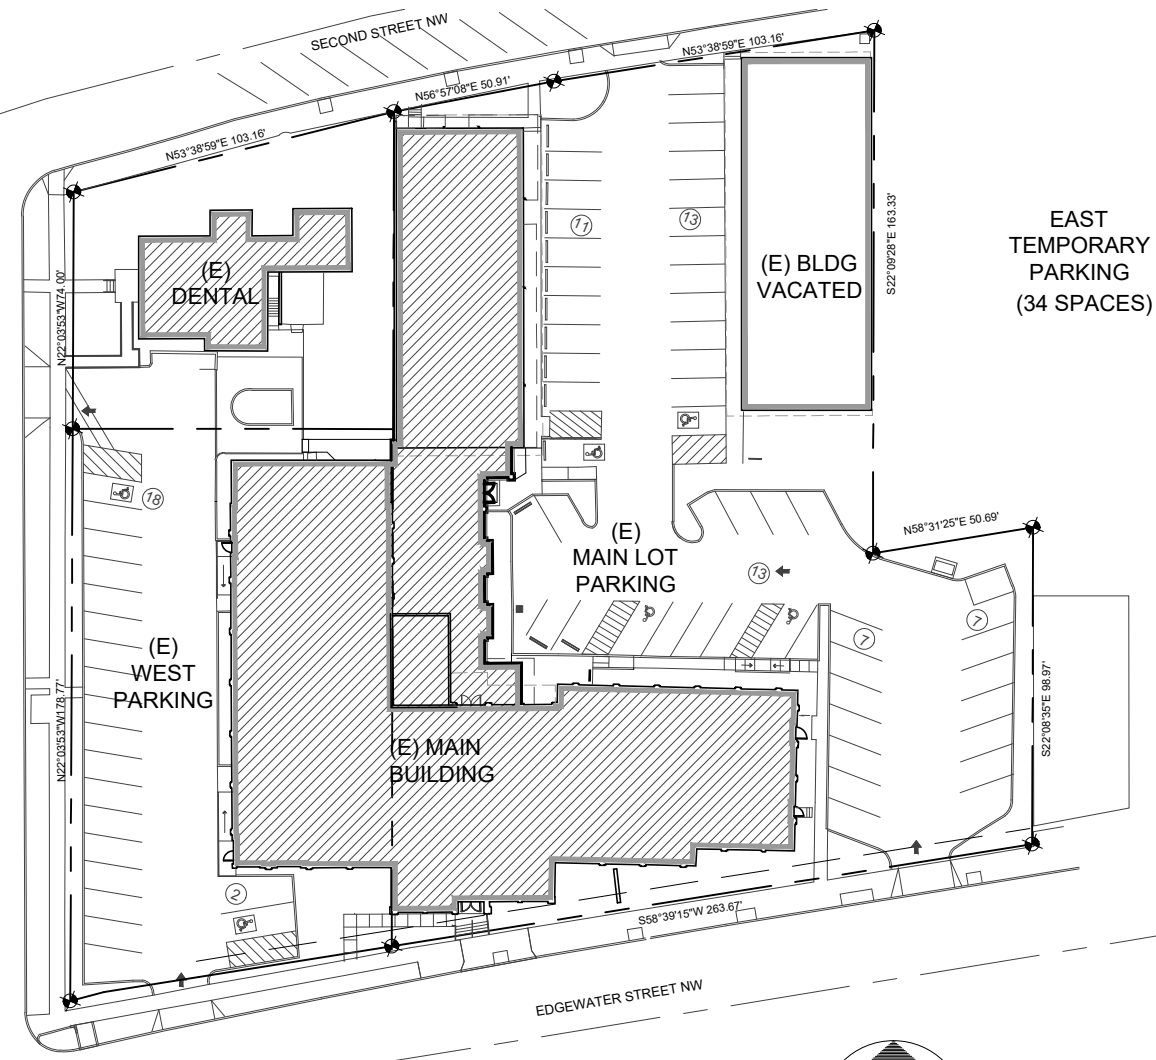 SECOND STREET NW
N53°38'59"E 103.16'
N56°57'08"E 50.91'
N53°38'59"E 103.16'
EAST
TEMPORARY
PARKING
(34 SPACES)
11
13
(E) BLDG
VACATED
S22°09'28"E 163.33'
(E)
DENTAL
N22°03'53"W74.00'
18
N58°31'25"E 50.69'
(E)
MAIN LOT
PARKING
13
7
7
(E)
WEST
PARKING
N22°03'53"W178.77'
S22°08'35"E 98.97'
(E) MAIN
BUILDING
2
S58°39'15"W 263.67'
EDGEWATER STREET NW